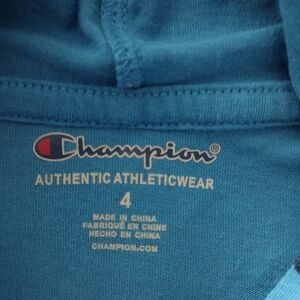 Champion®
AUTHENTIC ATHLETICWEAR
4
MADE IN CHINA
FABRIQUÉ EN CHINE
HECHO EN CHINA
CHAMPION.COM